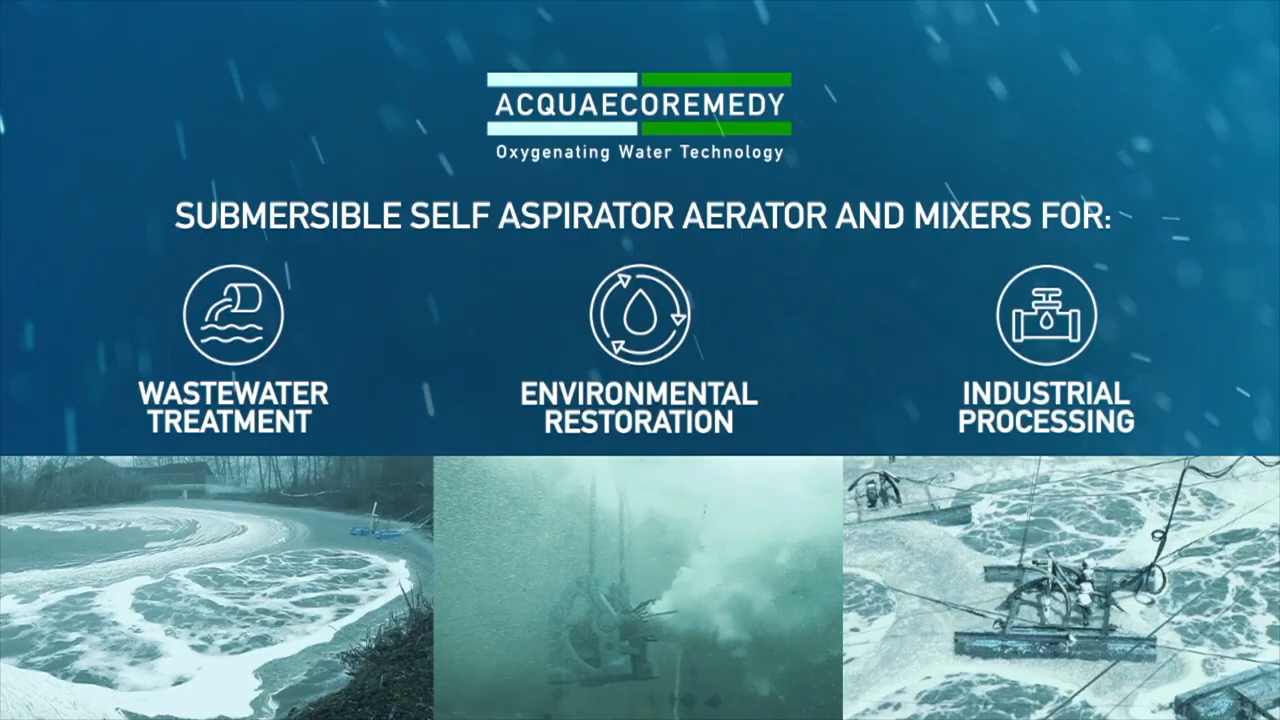 ACQUAECOREMEDY
Oxygenating Water Technology
SUBMERSIBLE SELF ASPIRATOR AERATOR AND MIXERS FOR:
WASTEWATER
TREATMENT
ENVIRONMENTAL
RESTORATION
INDUSTRIAL
PROCESSING